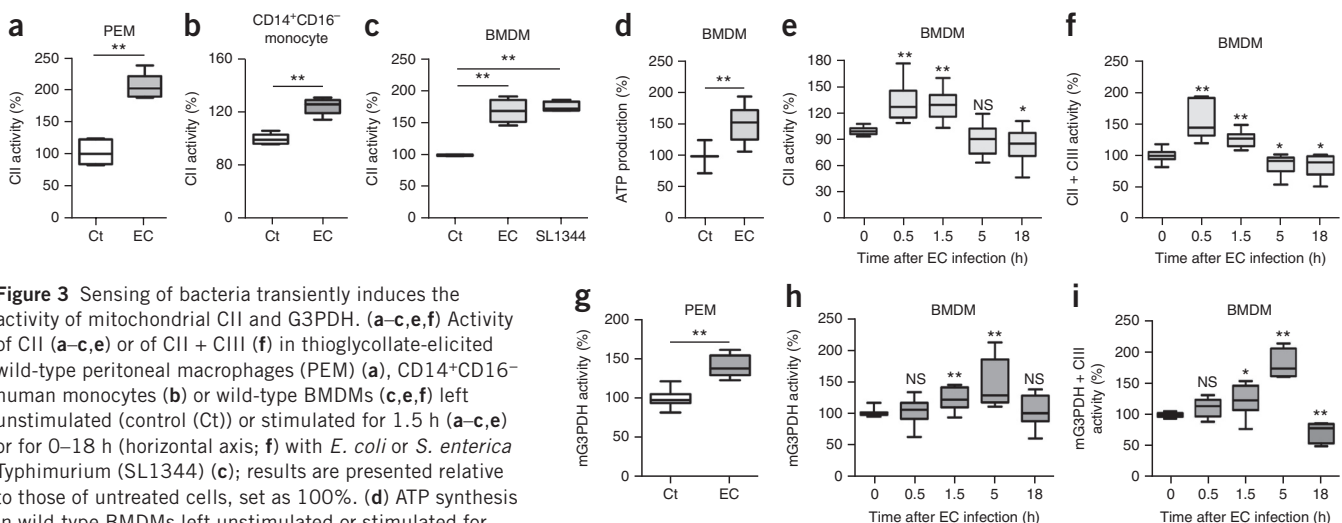 a
PEM
**
CII activity (%)
250
200
150
100
50
0
Ct EC
b
CD14⁺CD16⁻
monocyte
**
CII activity (%)
160
120
80
0
Ct EC
c
BMDM
**
**
CII activity (%)
250
200
150
100
50
0
Ct EC SL1344
d
BMDM
**
ATP production (%)
250
200
150
100
50
0
Ct EC
e
BMDM
** ** NS *
CII activity (%)
180
150
120
90
60
30
0
0 0.5 1.5 5 18
Time after EC infection (h)
f
BMDM
** ** * *
CII + CIII activity (%)
250
200
150
100
50
0
0 0.5 1.5 5 18
Time after EC infection (h)
Figure 3 Sensing of bacteria transiently induces the
activity of mitochondrial CII and G3PDH. (a–c,e,f) Activity
of CII (a–c,e) or of CII + CIII (f) in thioglycollate-elicited
wild-type peritoneal macrophages (PEM) (a), CD14⁺CD16⁻
human monocytes (b) or wild-type BMDMs (c,e,f) left
unstimulated (control (Ct)) or stimulated for 1.5 h (a–c,e)
or for 0–18 h (horizontal axis; f) with E. coli or S. enterica
Typhimurium (SL1344) (c); results are presented relative
to those of untreated cells, set as 100%. (d) ATP synthesis
in wild-type BMDMs left unstimulated or stimulated for
g
PEM
**
mG3PDH activity (%)
200
150
100
50
0
Ct EC
h
BMDM
NS ** **
mG3PDH activity (%)
250
200
150
100
50
0
NS
0 0.5 1.5 5 18
Time after EC infection (h)
i
BMDM
NS * ** **
mG3PDH + CIII
activity (%)
250
200
150
100
50
0
0 0.5 1.5 5 18
Time after EC infection (h)